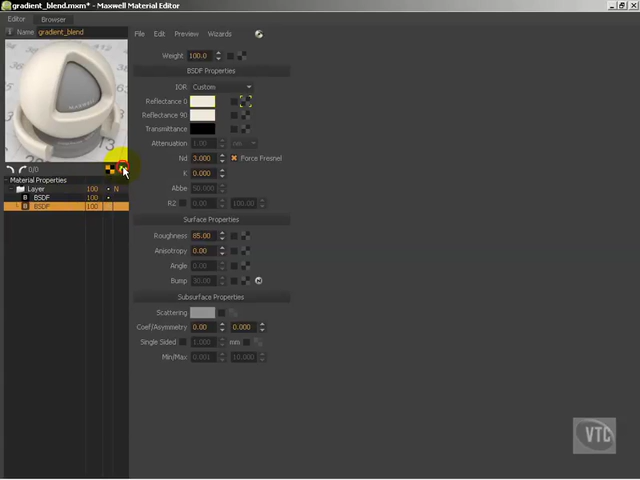 gradient_blend.mxm* - Maxwell Material Editor
Editor Browser
Name gradient_blend
File Edit Preview Wizards
Weight 100.0
BSDF Properties
IOR Custom
Reflectance 0
Reflectance 90
Transmittance
Attenuation 1.00 nm
Nd 3.000 Force Fresnel
K 0.000
Abbe 50.000
R2 0.00 100.00
Surface Properties
Roughness 85.00
Anisotropy 0.00
Angle 0.00
Bump 30.00
Subsurface Properties
Scattering
Coef/Asymmetry 0.00 0.000
Single Sided 1.000 mm
Min/Max 0.001 10.000
MAXWELL
0/0
Material Properties
Layer 100 N
B BSDF 100
B BSDF 100
VTC